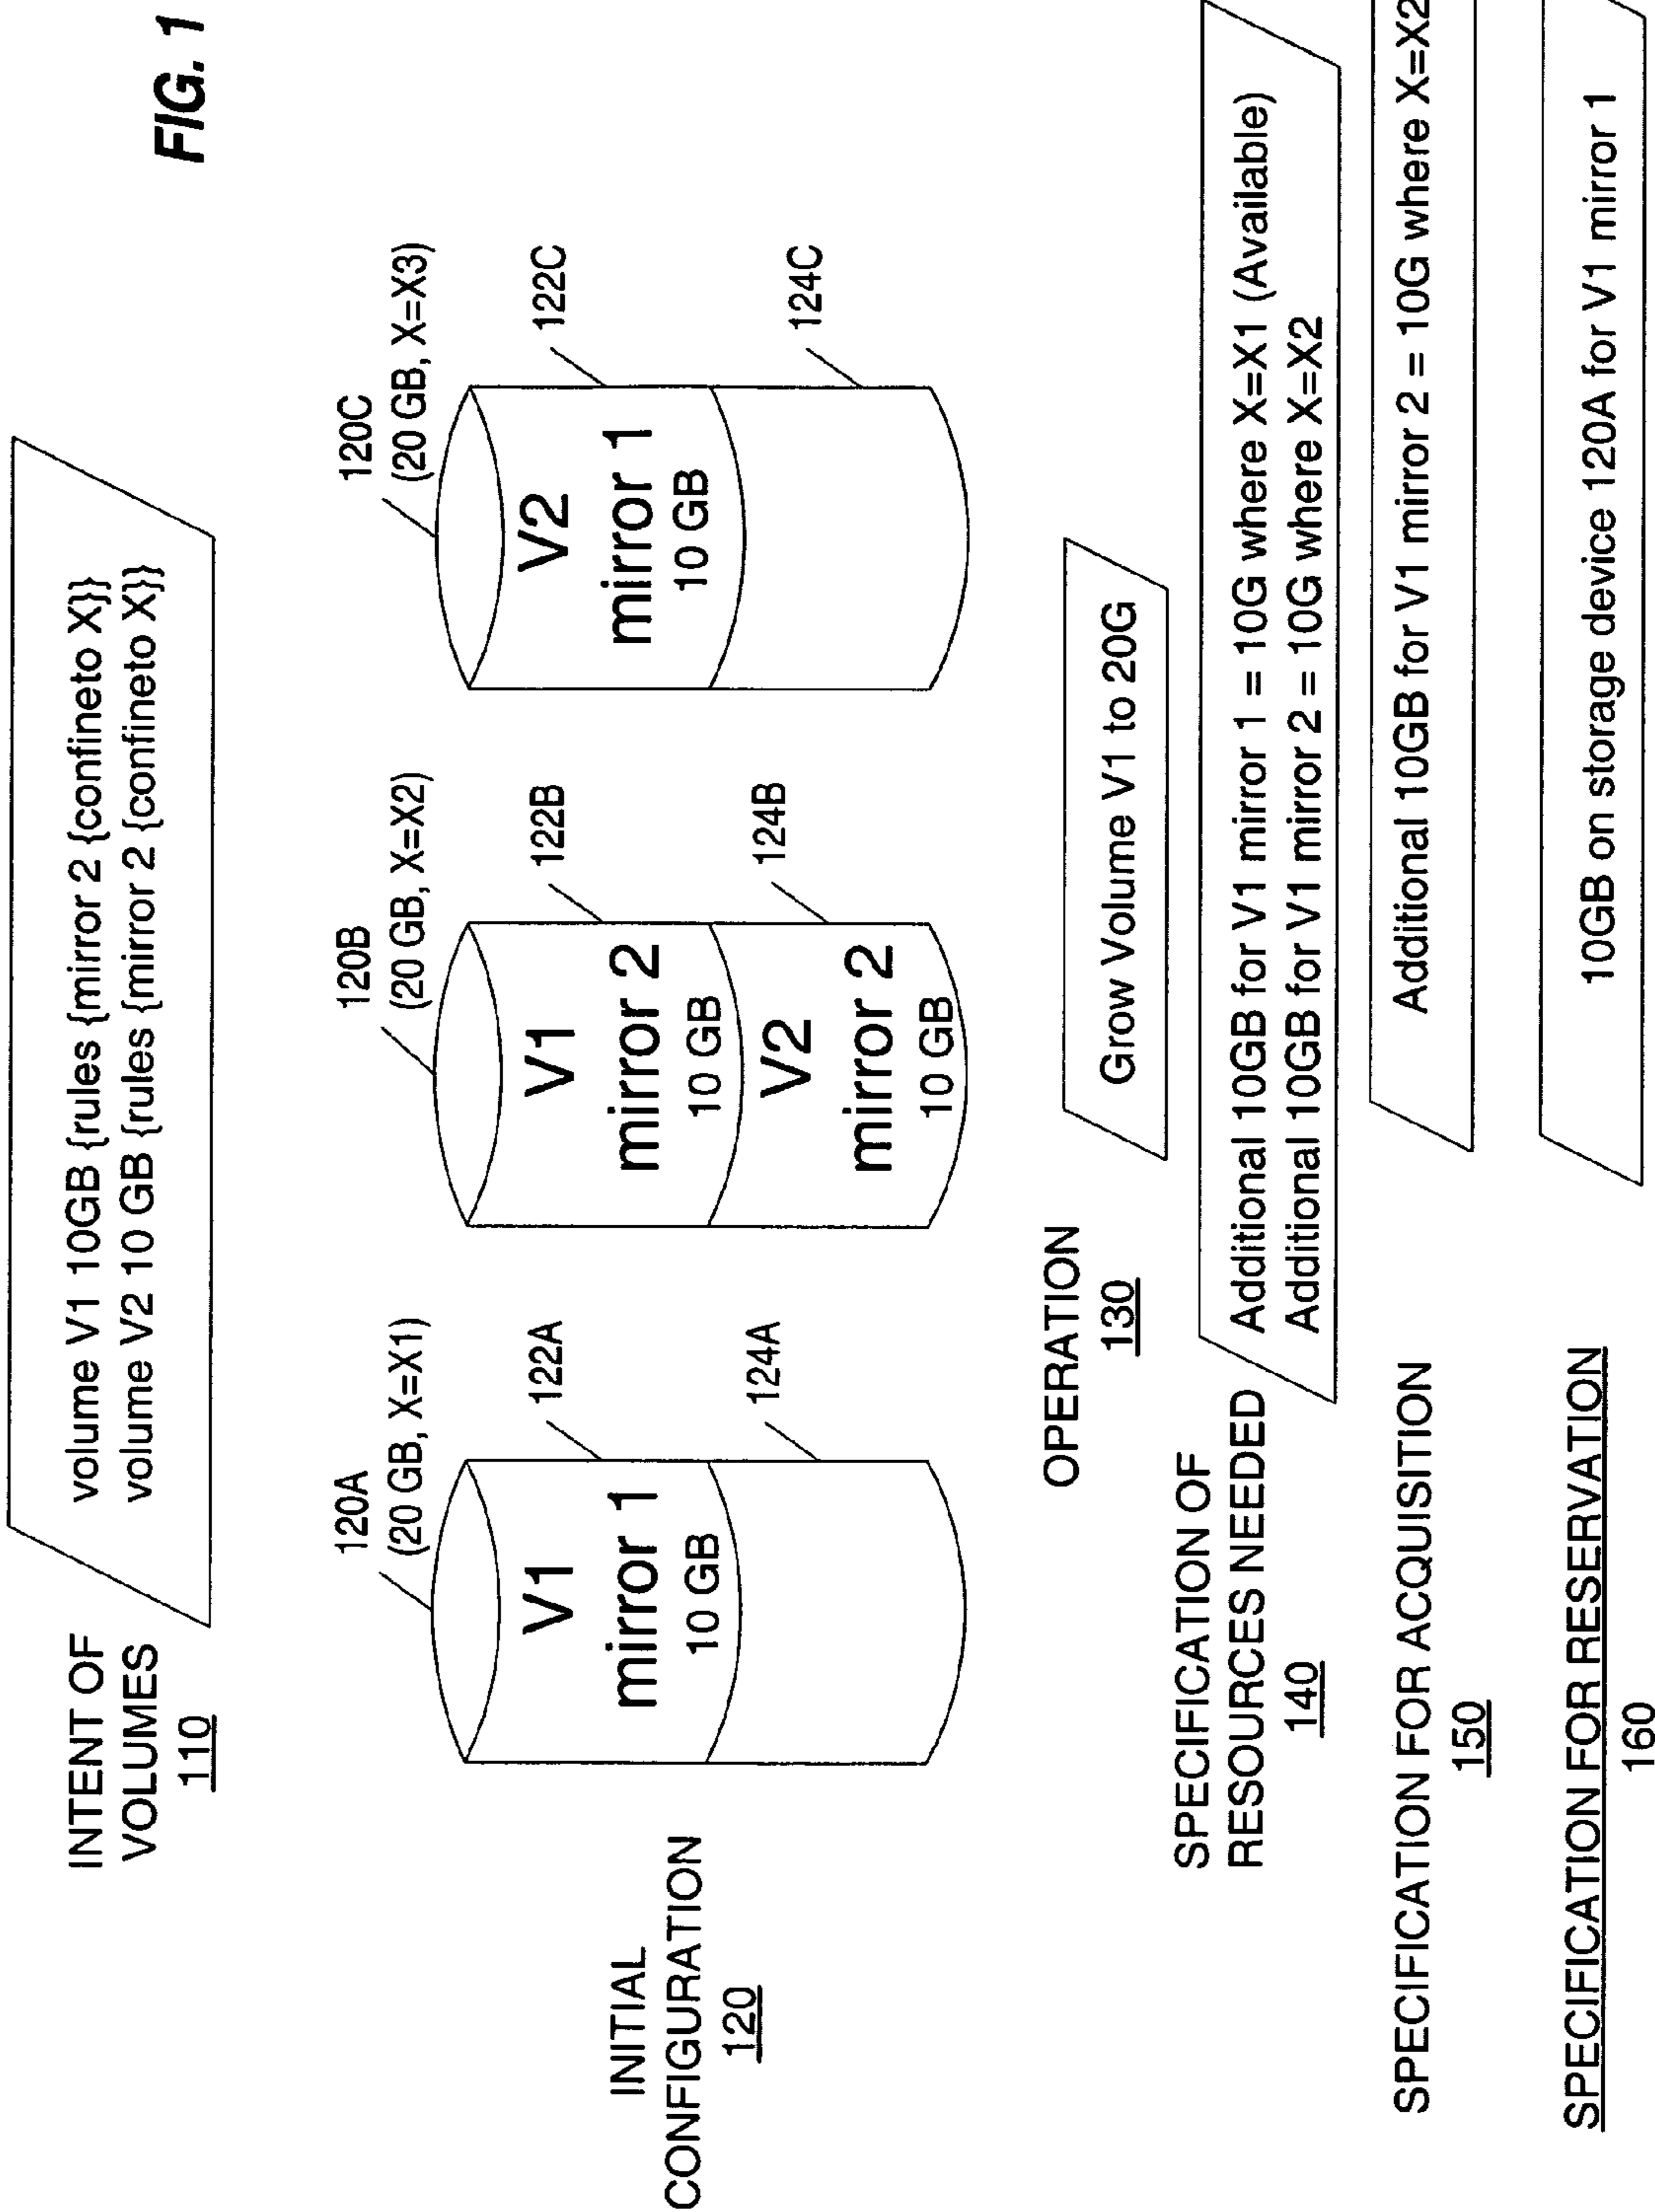 FIG. 1
INTENT OF
VOLUMES
110
volume V1 10GB {rules {mirror 2 {confineto X}}
volume V2 10 GB {rules {mirror 2 {confineto X}}
INITIAL
CONFIGURATION
120
120A
(20 GB, X=X1)
V1
mirror 1
10 GB
122A
124A
120B
(20 GB, X=X2)
V1
mirror 2
10 GB
122B
V2
mirror 2
10 GB
124B
120C
(20 GB, X=X3)
V2
mirror 1
10 GB
122C
124C
OPERATION
130
Grow Volume V1 to 20G
SPECIFICATION OF
RESOURCES NEEDED
140
Additional 10GB for V1 mirror 1 = 10G where X=X1 (Available)
Additional 10GB for V1 mirror 2 = 10G where X=X2
SPECIFICATION FOR ACQUISITION
150
Additional 10GB for V1 mirror 2 = 10G where X=X2
SPECIFICATION FOR RESERVATION
160
10GB on storage device 120A for V1 mirror 1